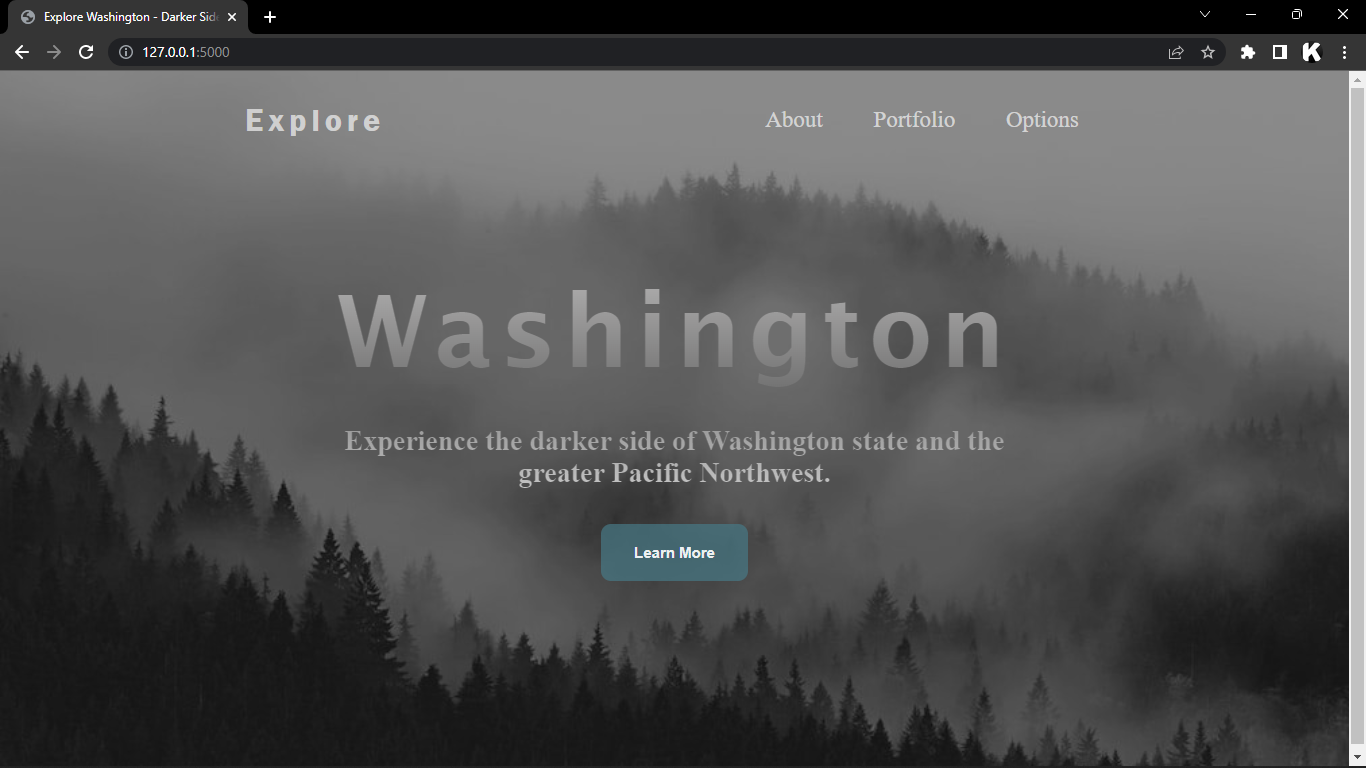 Explore Washington - Darker Sid
127.0.0.1:5000
Explore
About Portfolio Options
Washington
Experience the darker side of Washington state and the
greater Pacific Northwest.
Learn More